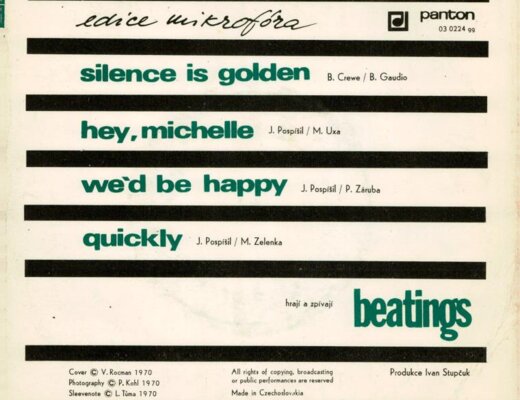 edice mikrofóra
panton
03 0224 99
silence is golden B. Crewe / B. Gaudio
hey, michelle J. Pospíšil / M. Uxa
we'd be happy J. Pospíšil / P. Záruba
quickly J. Pospíšil / M. Zelenka
hrají a zpívají beatings
Cover © V. Rocman 1970
Photography © P. Kohl 1970
Sleevenote © L. Tůma 1970
All rights of copying, broadcasting
or public performances are reserved
Made in Czechoslovakia
Produkce Ivan Stupčuk